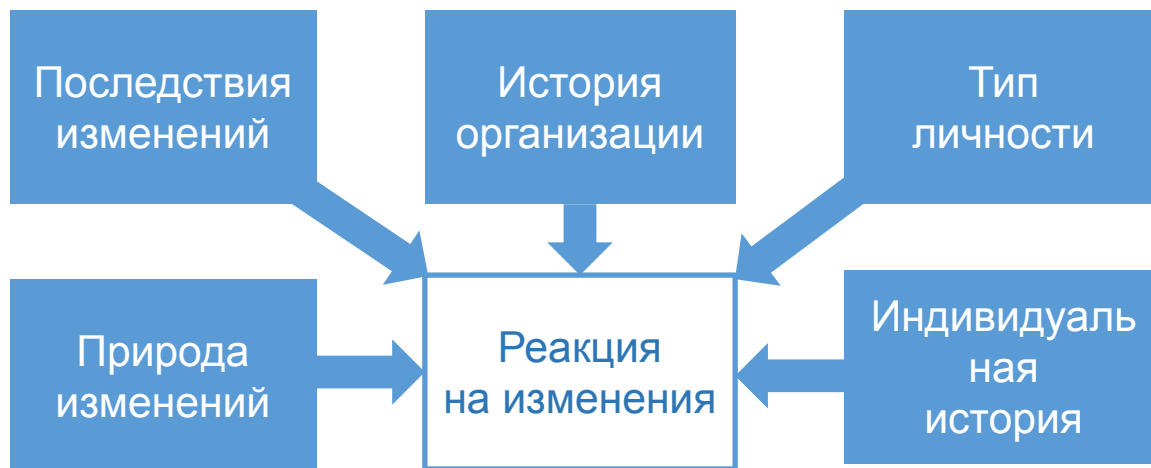 Последствия
изменений
История
организации
Тип
личности
Природа
изменений
Реакция
на изменения
Индивидуаль
ная
история